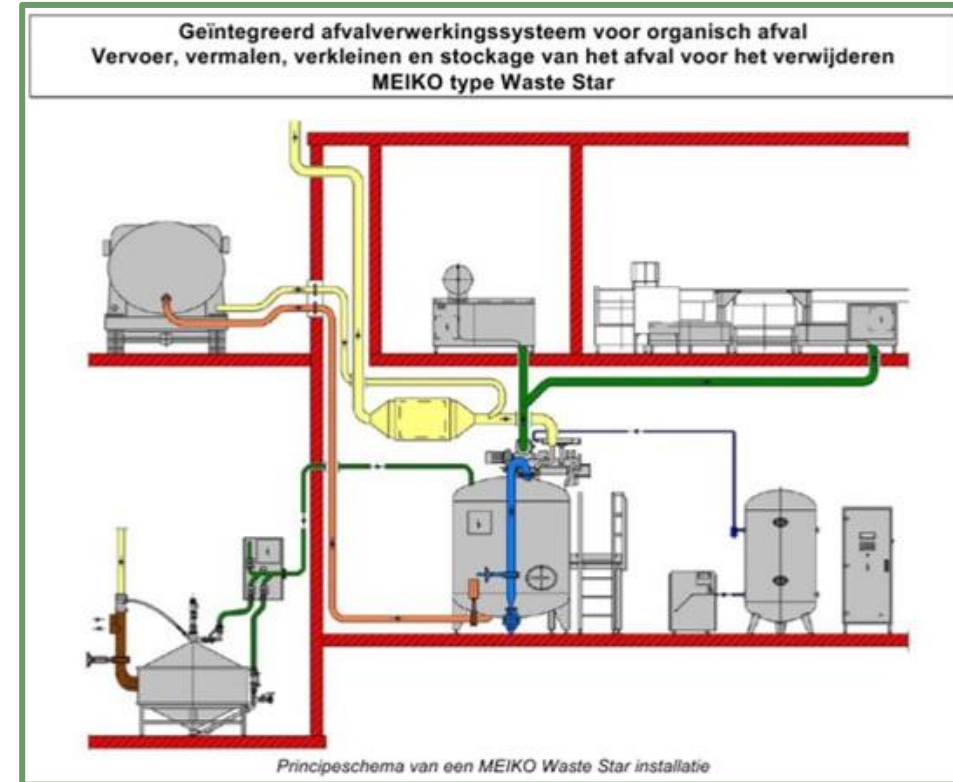 Geïntegreerd afvalverwerkingssysteem voor organisch afval
Vervoer, vermalen, verkleinen en stockage van het afval voor het verwijderen
MEIKO type Waste Star
Principeschema van een MEIKO Waste Star installatie